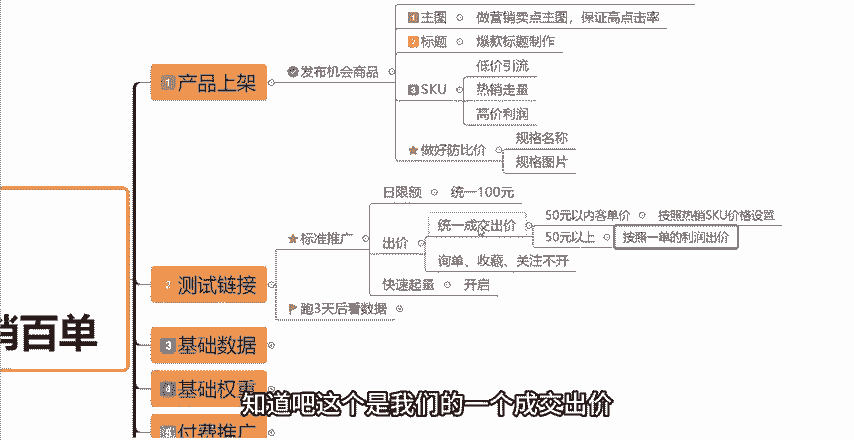 主图 做营销卖点主图，保证高点击率
2 标题 爆款标题制作
发布机会商品
SKU
低价引流
热销走量
高价利润
做好防比价
规格名称
规格图片
1 产品上架
标准推广
日限额 统一100元
出价
统一成交出价
50元以内客单价 按照热销SKU价格设置
50元以上 按照一单的利润出价
询单、收藏、关注不开
快速起量 开启
2 测试链接
跑3天后看数据
销百单
3 基础数据
4 基础权重
付费推广
知道吧这个是我们的一个成交出价